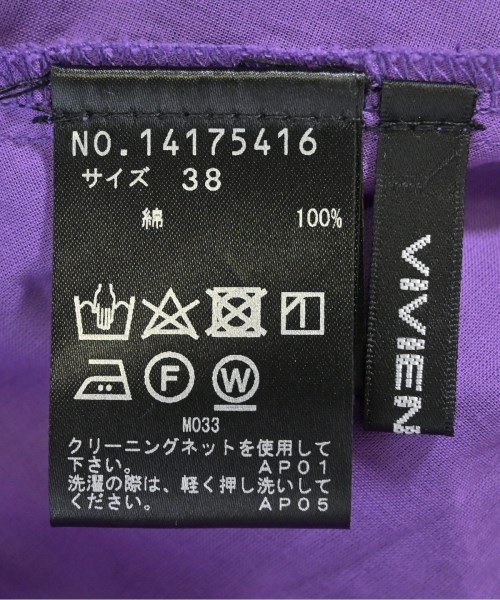 NO.14175416
サイズ 38
綿 100%
F W
M033
クリーニングネットを使用して
下さい。 AP01
洗濯の際は、軽く押し洗いして
ください。 AP05
VIVIEN